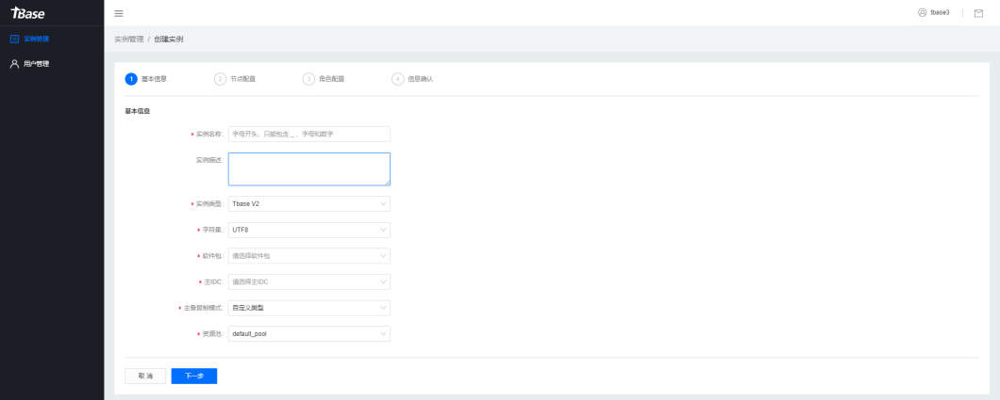 TBase
tbase3
实例管理
用户管理
实例管理 / 创建实例
1 基本信息 2 节点配置 3 角色配置 4 信息确认
基本信息
* 实例名称: 字母开头、只能包含 _ 、字母和数字
实例描述:
* 实例类型: Tbase V2
* 字符集: UTF8
* 软件包: 请选择软件包
* 主IDC: 请选择主IDC
* 主备复制模式: 自定义类型
* 资源池: default_pool
取 消 下一步